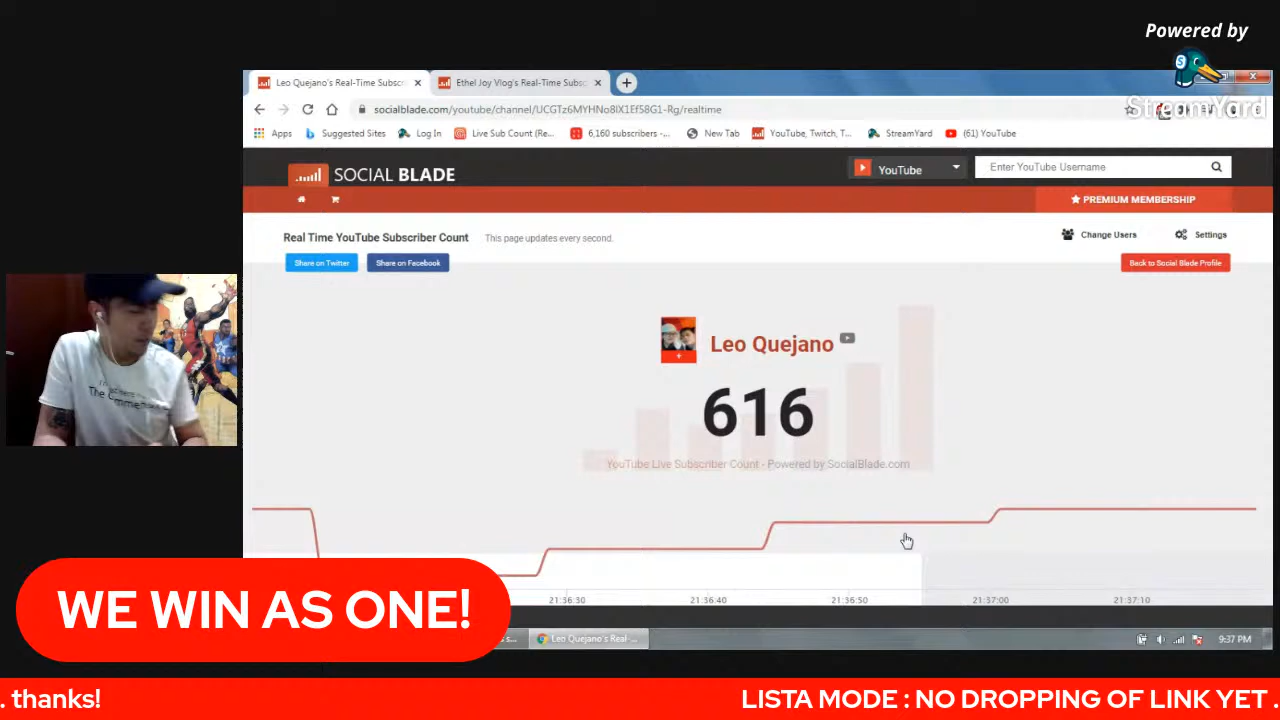 Powered by
StreamYard
Leo Quejano's Real-Time Subscr
Ethel Joy Vlog's Real-Time Subsc
socialblade.com/youtube/channel/UCGTz6MYHNo8lX1Ef58G1-Rg/realtime
Apps
Suggested Sites
Log In
Live Sub Count (Re...
6,160 subscribers -...
New Tab
YouTube, Twitch, T...
StreamYard
(61) YouTube
SOCIAL BLADE
YouTube
Enter YouTube Username
PREMIUM MEMBERSHIP
Real Time YouTube Subscriber Count
This page updates every second.
Change Users
Settings
Share on Twitter
Share on Facebook
Back to Social Blade Profile
Leo Quejano
616
YouTube Live Subscriber Count - Powered by SocialBlade.com
The Comme
21:36:30
21:36:40
21:36:50
21:37:00
21:37:10
WE WIN AS ONE!
Leo Quejano's Real-...
9:37 PM
. thanks!
LISTA MODE : NO DROPPING OF LINK YET .